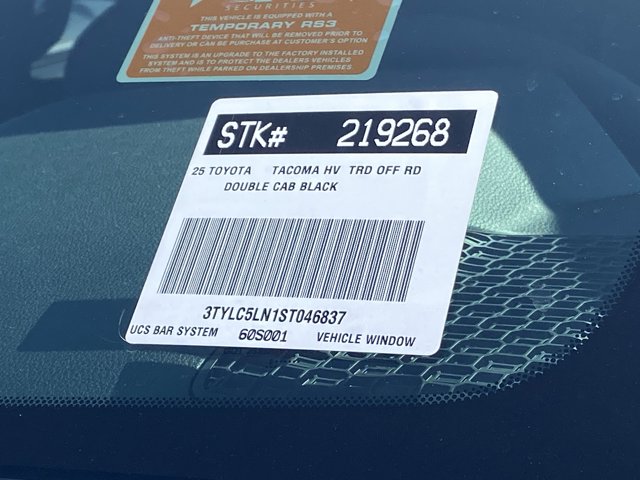 SECURITIES
THIS VEHICLE IS EQUIPPED WITH A
TEMPORARY RS3
ANTI-THEFT DEVICE THAT WILL BE REMOVED PRIOR TO
DELIVERY OR CAN BE PURCHASE AT CUSTOMER'S OPTION
THIS SYSTEM IS AN UPGRADE TO THE FACTORY INSTALLED
SYSTEM AND IS TO PROTECT THE DEALERS VEHICLES
FROM THEFT WHILE PARKED ON DEALERSHIP PREMISES.
STK# 219268
25 TOYOTA TACOMA HV TRD OFF RD
DOUBLE CAB BLACK
3TYLC5LN1ST046837
UCS BAR SYSTEM 60S001 VEHICLE WINDOW